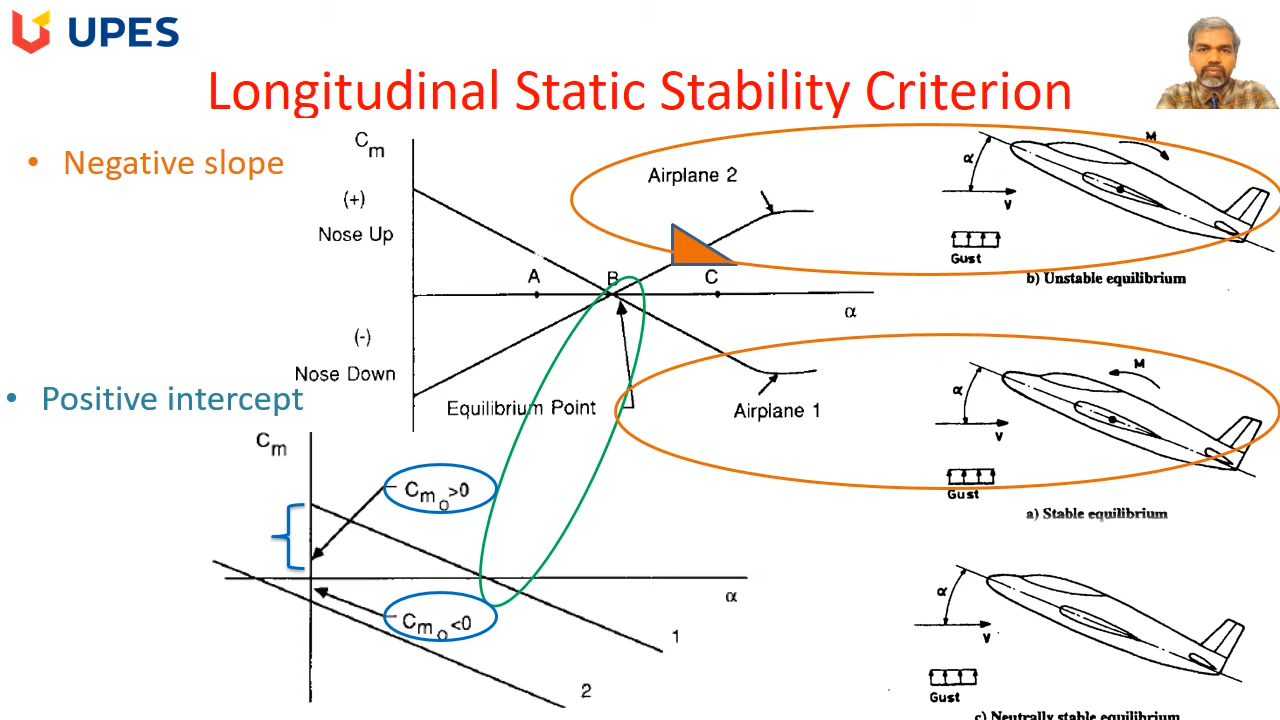 UPES
Longitudinal Static Stability Criterion
• Negative slope
Cm
(+)
Nose Up
Airplane 2
A
B
C
α
(-)
Nose Down
Equilibrium Point
Airplane 1
M
α
V
Gust
b) Unstable equilibrium
M
α
V
Gust
a) Stable equilibrium
• Positive intercept
Cm
Cmo>0
α
Cmo<0
1
2
α
V
Gust
c) Neutrally stable equilibrium